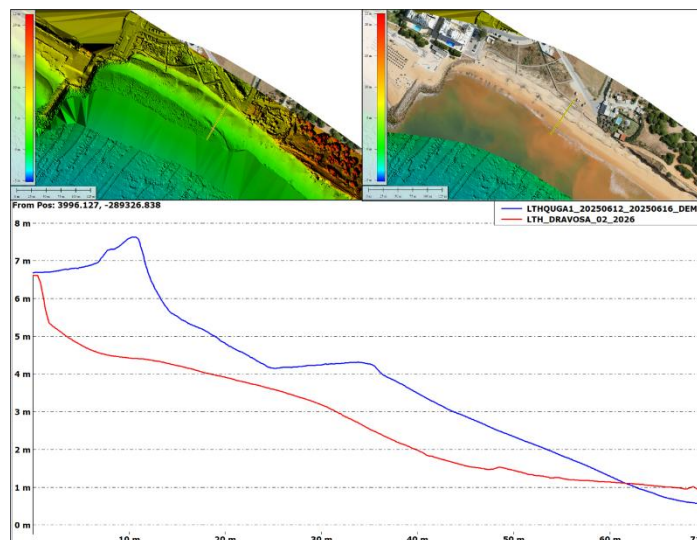 From Pos: 3996.127, -289326.838
LTHQUGA1_20250612_20250616_DEM
LTH_DRAVOSA_02_2026
8 m
7 m
6 m
5 m
4 m
3 m
2 m
1 m
0 m
10 m
20 m
30 m
40 m
50 m
60 m